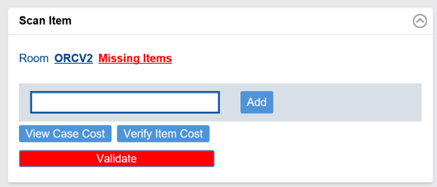 Scan Item
Room ORCV2 Missing Items
Add
View Case Cost Verify Item Cost
Validate